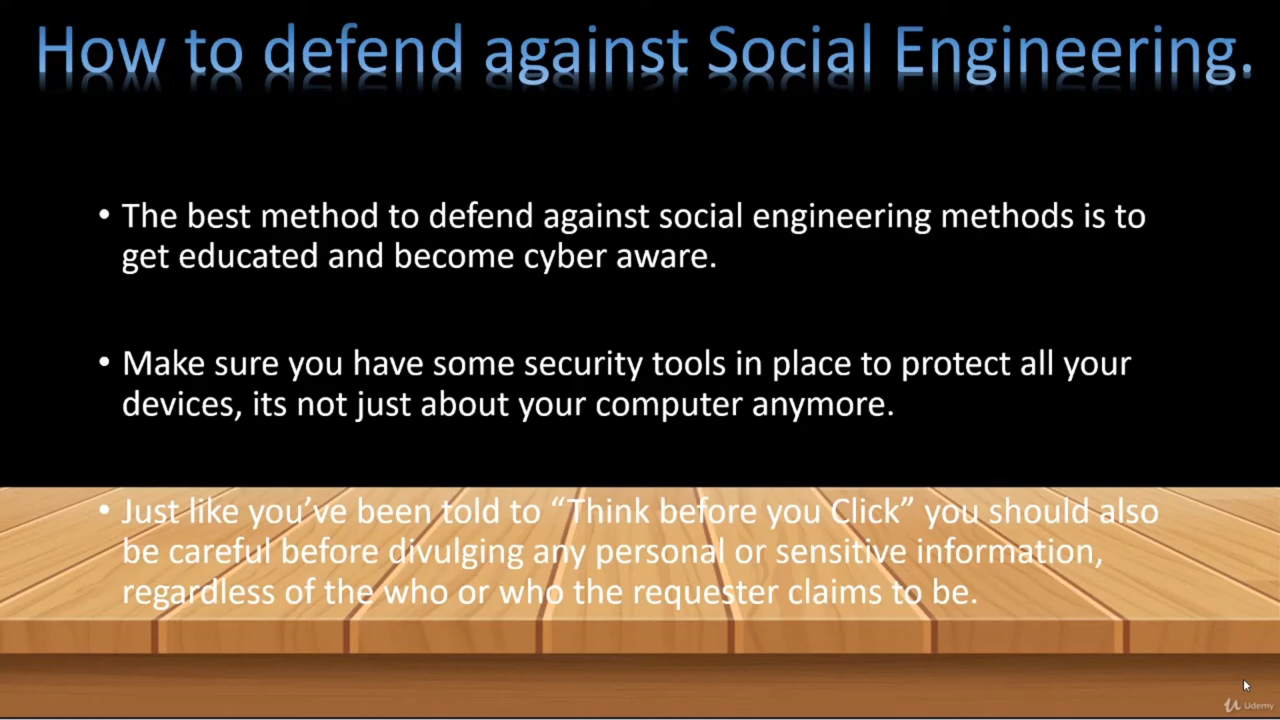 How to defend against Social Engineering.
• The best method to defend against social engineering methods is to
get educated and become cyber aware.
• Make sure you have some security tools in place to protect all your
devices, its not just about your computer anymore.
• Just like you’ve been told to “Think before you Click” you should also
be careful before divulging any personal or sensitive information,
regardless of the who or who the requester claims to be.
Udemy